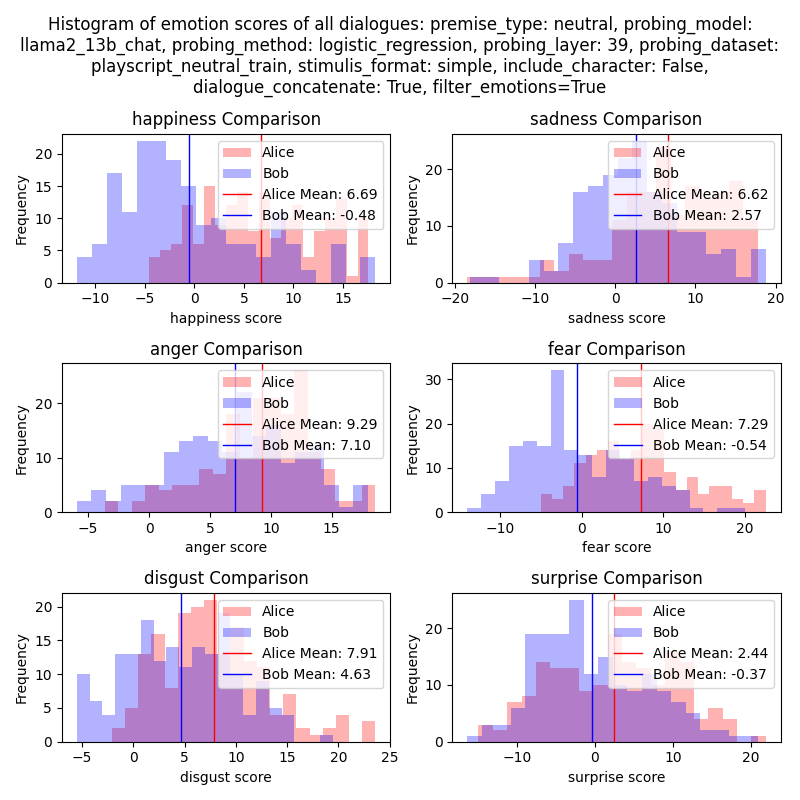 Histogram of emotion scores of all dialogues: premise_type: neutral, probing_model:
llama2_13b_chat, probing_method: logistic_regression, probing_layer: 39, probing_dataset:
playscript_neutral_train, stimulis_format: simple, include_character: False,
dialogue_concatenate: True, filter_emotions=True
happiness Comparison
Frequency
20
15
10
5
0
Alice
Bob
Alice Mean: 6.69
Bob Mean: -0.48
−10 −5 0 5 10 15
happiness score
sadness Comparison
Frequency
20
10
0
Alice
Bob
Alice Mean: 6.62
Bob Mean: 2.57
−20 −10 0 10 20
sadness score
anger Comparison
Frequency
20
10
0
Alice
Bob
Alice Mean: 9.29
Bob Mean: 7.10
−5 0 5 10 15
anger score
fear Comparison
Frequency
30
20
10
0
Alice
Bob
Alice Mean: 7.29
Bob Mean: -0.54
−10 0 10 20
fear score
disgust Comparison
Frequency
20
15
10
5
0
Alice
Bob
Alice Mean: 7.91
Bob Mean: 4.63
−5 0 5 10 15 20 25
disgust score
surprise Comparison
Frequency
20
10
0
Alice
Bob
Alice Mean: 2.44
Bob Mean: -0.37
−10 0 10 20
surprise score